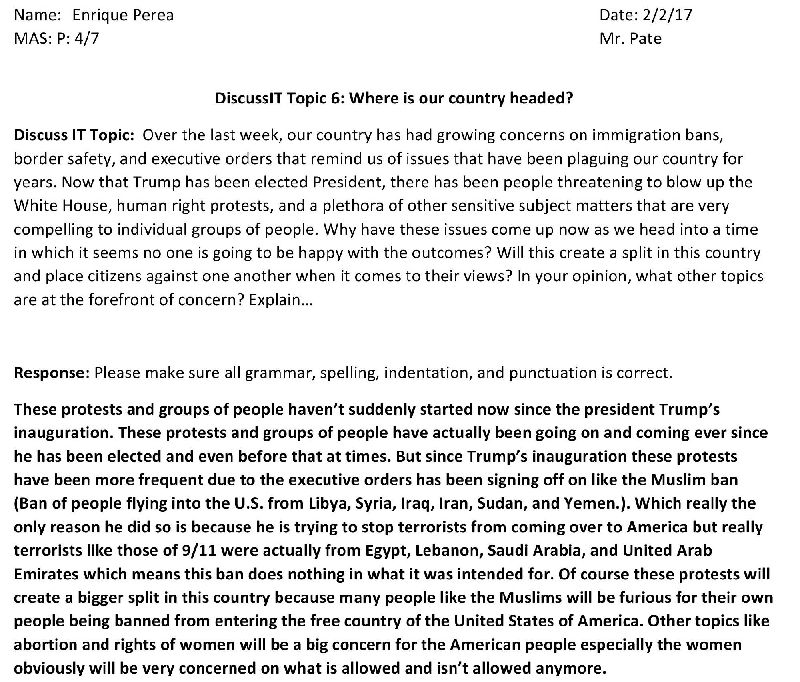 Name: Enrique Perea Date: 2/2/17
MAS: P: 4/7 Mr. Pate
DiscussIT Topic 6: Where is our country headed?
Discuss IT Topic: Over the last week, our country has had growing concerns on immigration bans,
border safety, and executive orders that remind us of issues that have been plaguing our country for
years. Now that Trump has been elected President, there has been people threatening to blow up the
White House, human right protests, and a plethora of other sensitive subject matters that are very
compelling to individual groups of people. Why have these issues come up now as we head into a time
in which it seems no one is going to be happy with the outcomes? Will this create a split in this country
and place citizens against one another when it comes to their views? In your opinion, what other topics
are at the forefront of concern? Explain...
Response: Please make sure all grammar, spelling, indentation, and punctuation is correct.
These protests and groups of people haven't suddenly started now since the president Trump's
inauguration. These protests and groups of people have actually been going on and coming ever since
he has been elected and even before that at times. But since Trump's inauguration these protests
have been more frequent due to the executive orders has been signing off on like the Muslim ban
(Ban of people flying into the U.S. from Libya, Syria, Iraq, Iran, Sudan, and Yemen.). Which really the
only reason he did so is because he is trying to stop terrorists from coming over to America but really
terrorists like those of 9/11 were actually from Egypt, Lebanon, Saudi Arabia, and United Arab
Emirates which means this ban does nothing in what it was intended for. Of course these protests will
create a bigger split in this country because many people like the Muslims will be furious for their own
people being banned from entering the free country of the United States of America. Other topics like
abortion and rights of women will be a big concern for the American people especially the women
obviously will be very concerned on what is allowed and isn't allowed anymore.